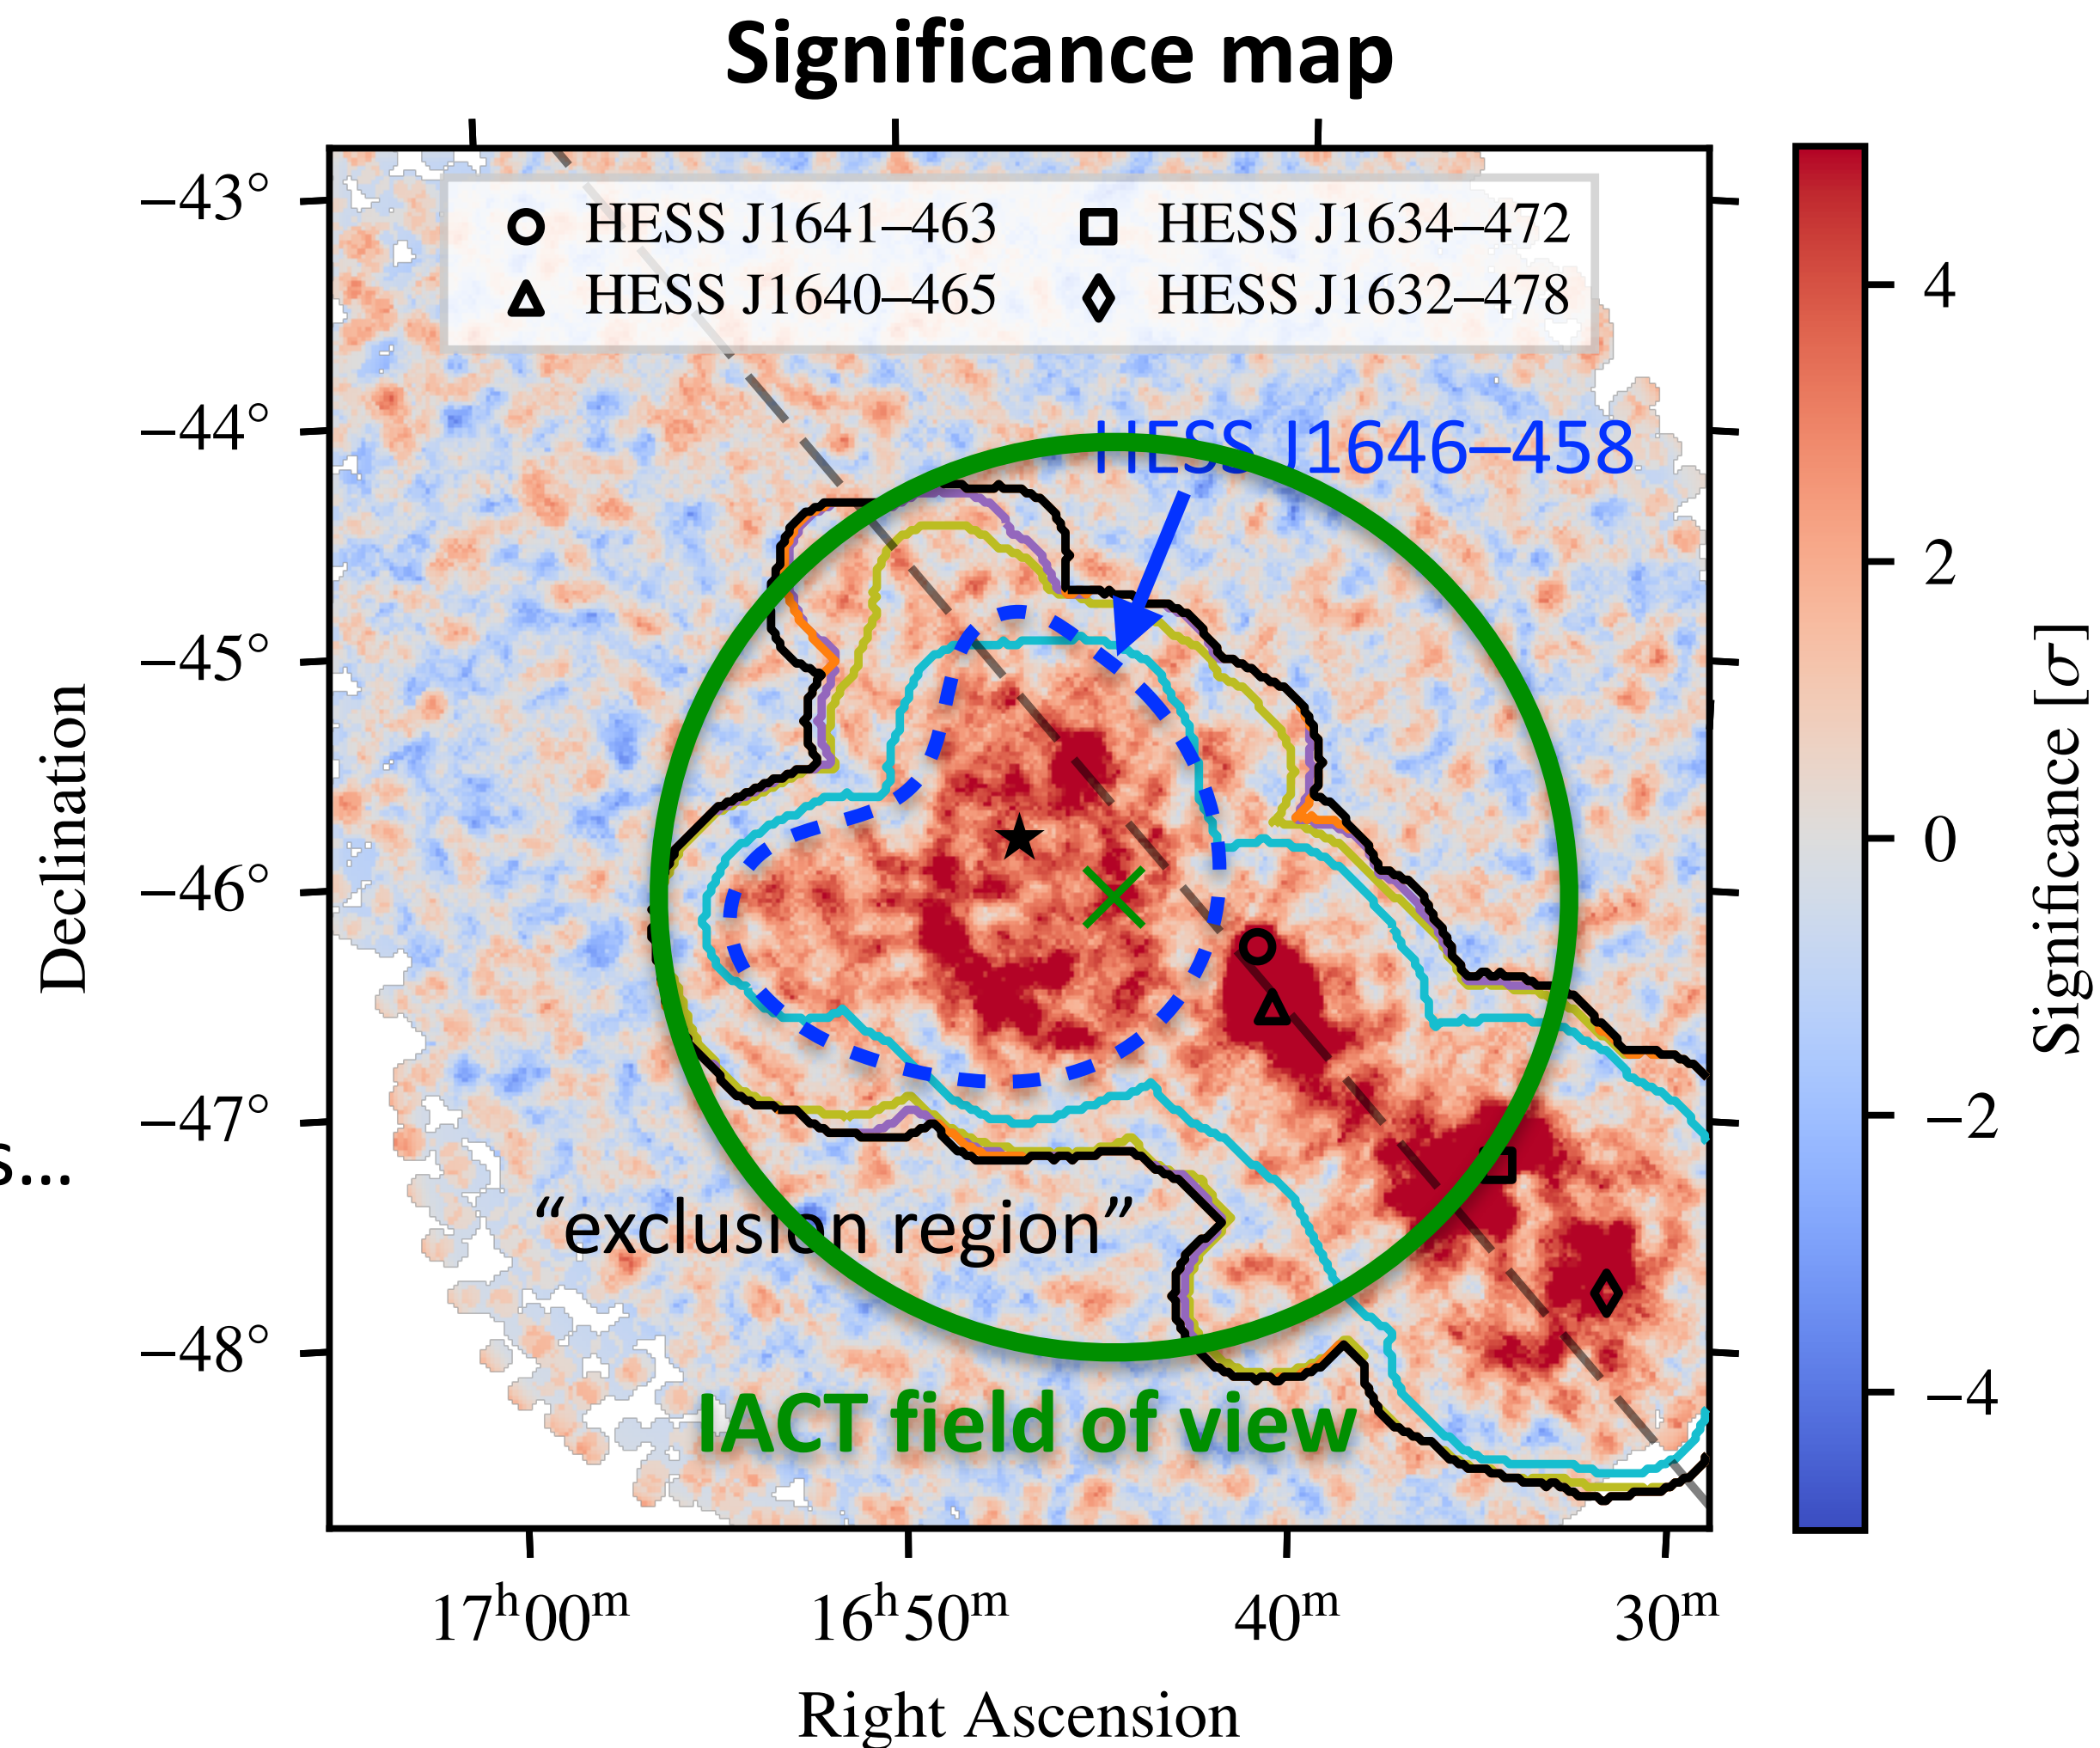 Significance map
HESS J1641–463
HESS J1634–472
HESS J1640–465
HESS J1632–478
−43°
−44°
−45°
−46°
−47°
−48°
Declination
HESS J1646–458
s...
“exclusion region”
IACT field of view
17ʰ00ᵐ
16ʰ50ᵐ
40ᵐ
30ᵐ
Right Ascension
4
2
0
−2
−4
Significance [σ]